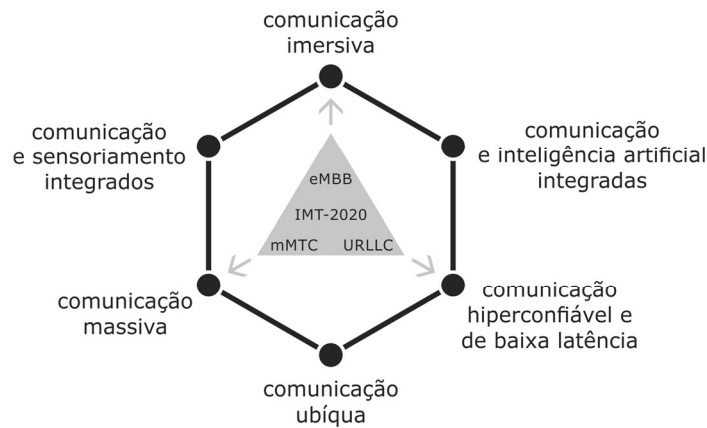 comunicação
imersiva
comunicação
e sensoriamento
integrados
comunicação
e inteligência artificial
integradas
eMBB
IMT-2020
mMTC URLLC
comunicação
massiva
comunicação
hiperconfiável e
de baixa latência
comunicação
ubíqua